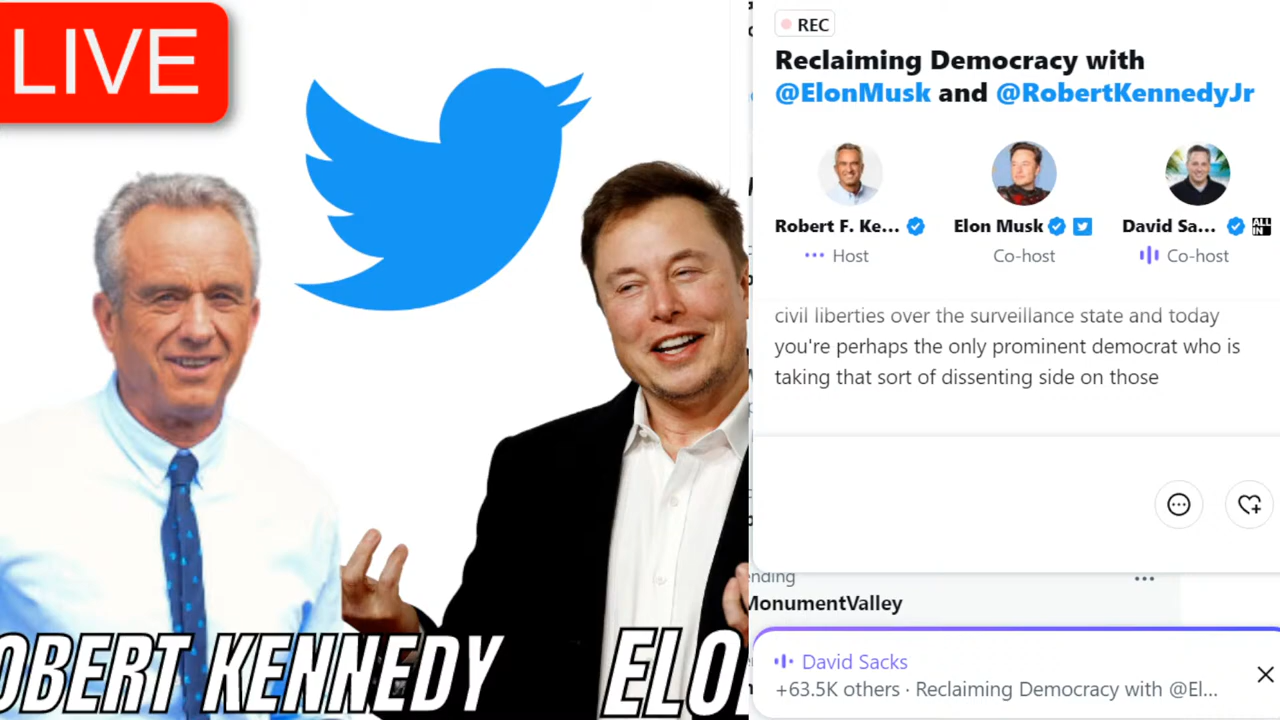 LIVE
OBERT KENNEDY
ELO
REC
Reclaiming Democracy with
@ElonMusk and @RobertKennedyJr
Robert F. Ke...
Elon Musk
David Sa...
ALL IN
Host
Co-host
Co-host
civil liberties over the surveillance state and today
you're perhaps the only prominent democrat who is
taking that sort of dissenting side on those
ending
MonumentValley
David Sacks
+63.5K others · Reclaiming Democracy with @El...